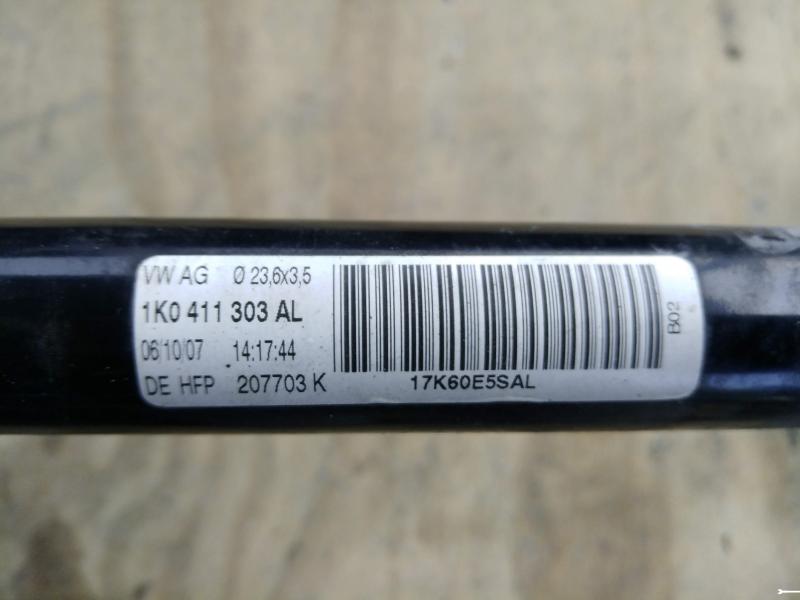 VW AG Ø 23,6x3,5
1K0 411 303 AL
06/10/07 14:17:44
DE HFP 207703 K
17K60E5SAL
B02